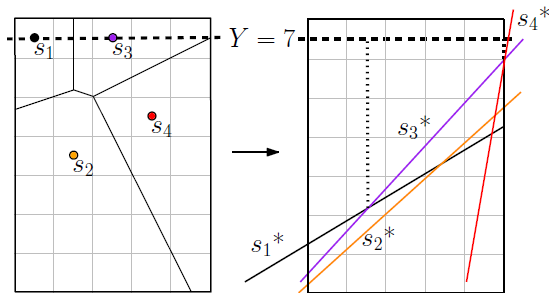 s₁ s₃ Y = 7 s₄*
s₄ s₃*
s₂
s₁* s₂*